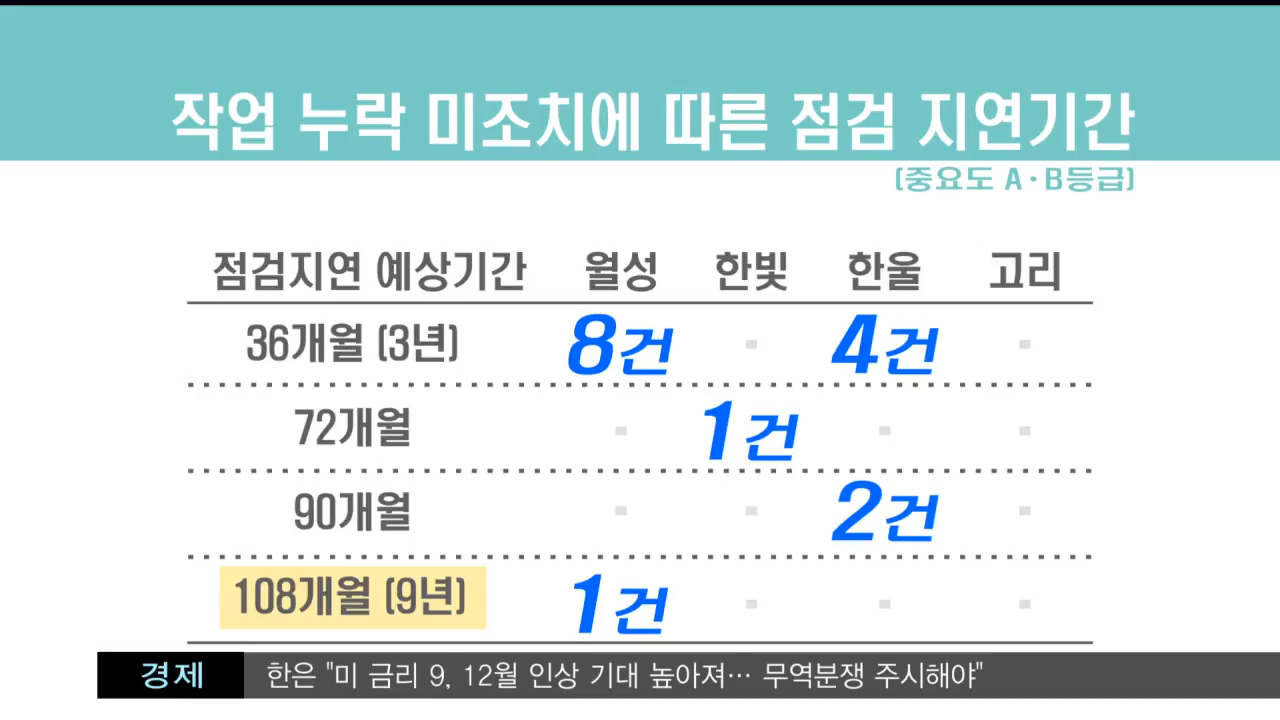 작업 누락 미조치에 따른 점검 지연기간
(중요도 A·B등급)
점검지연 예상기간 월성 한빛 한울 고리
36개월 (3년) 8건 - 4건 -
72개월 - 1건 - -
90개월 - - 2건 -
108개월 (9년) 1건 - - -
경제 한은 "미 금리 9, 12월 인상 기대 높아져… 무역분쟁 주시해야"